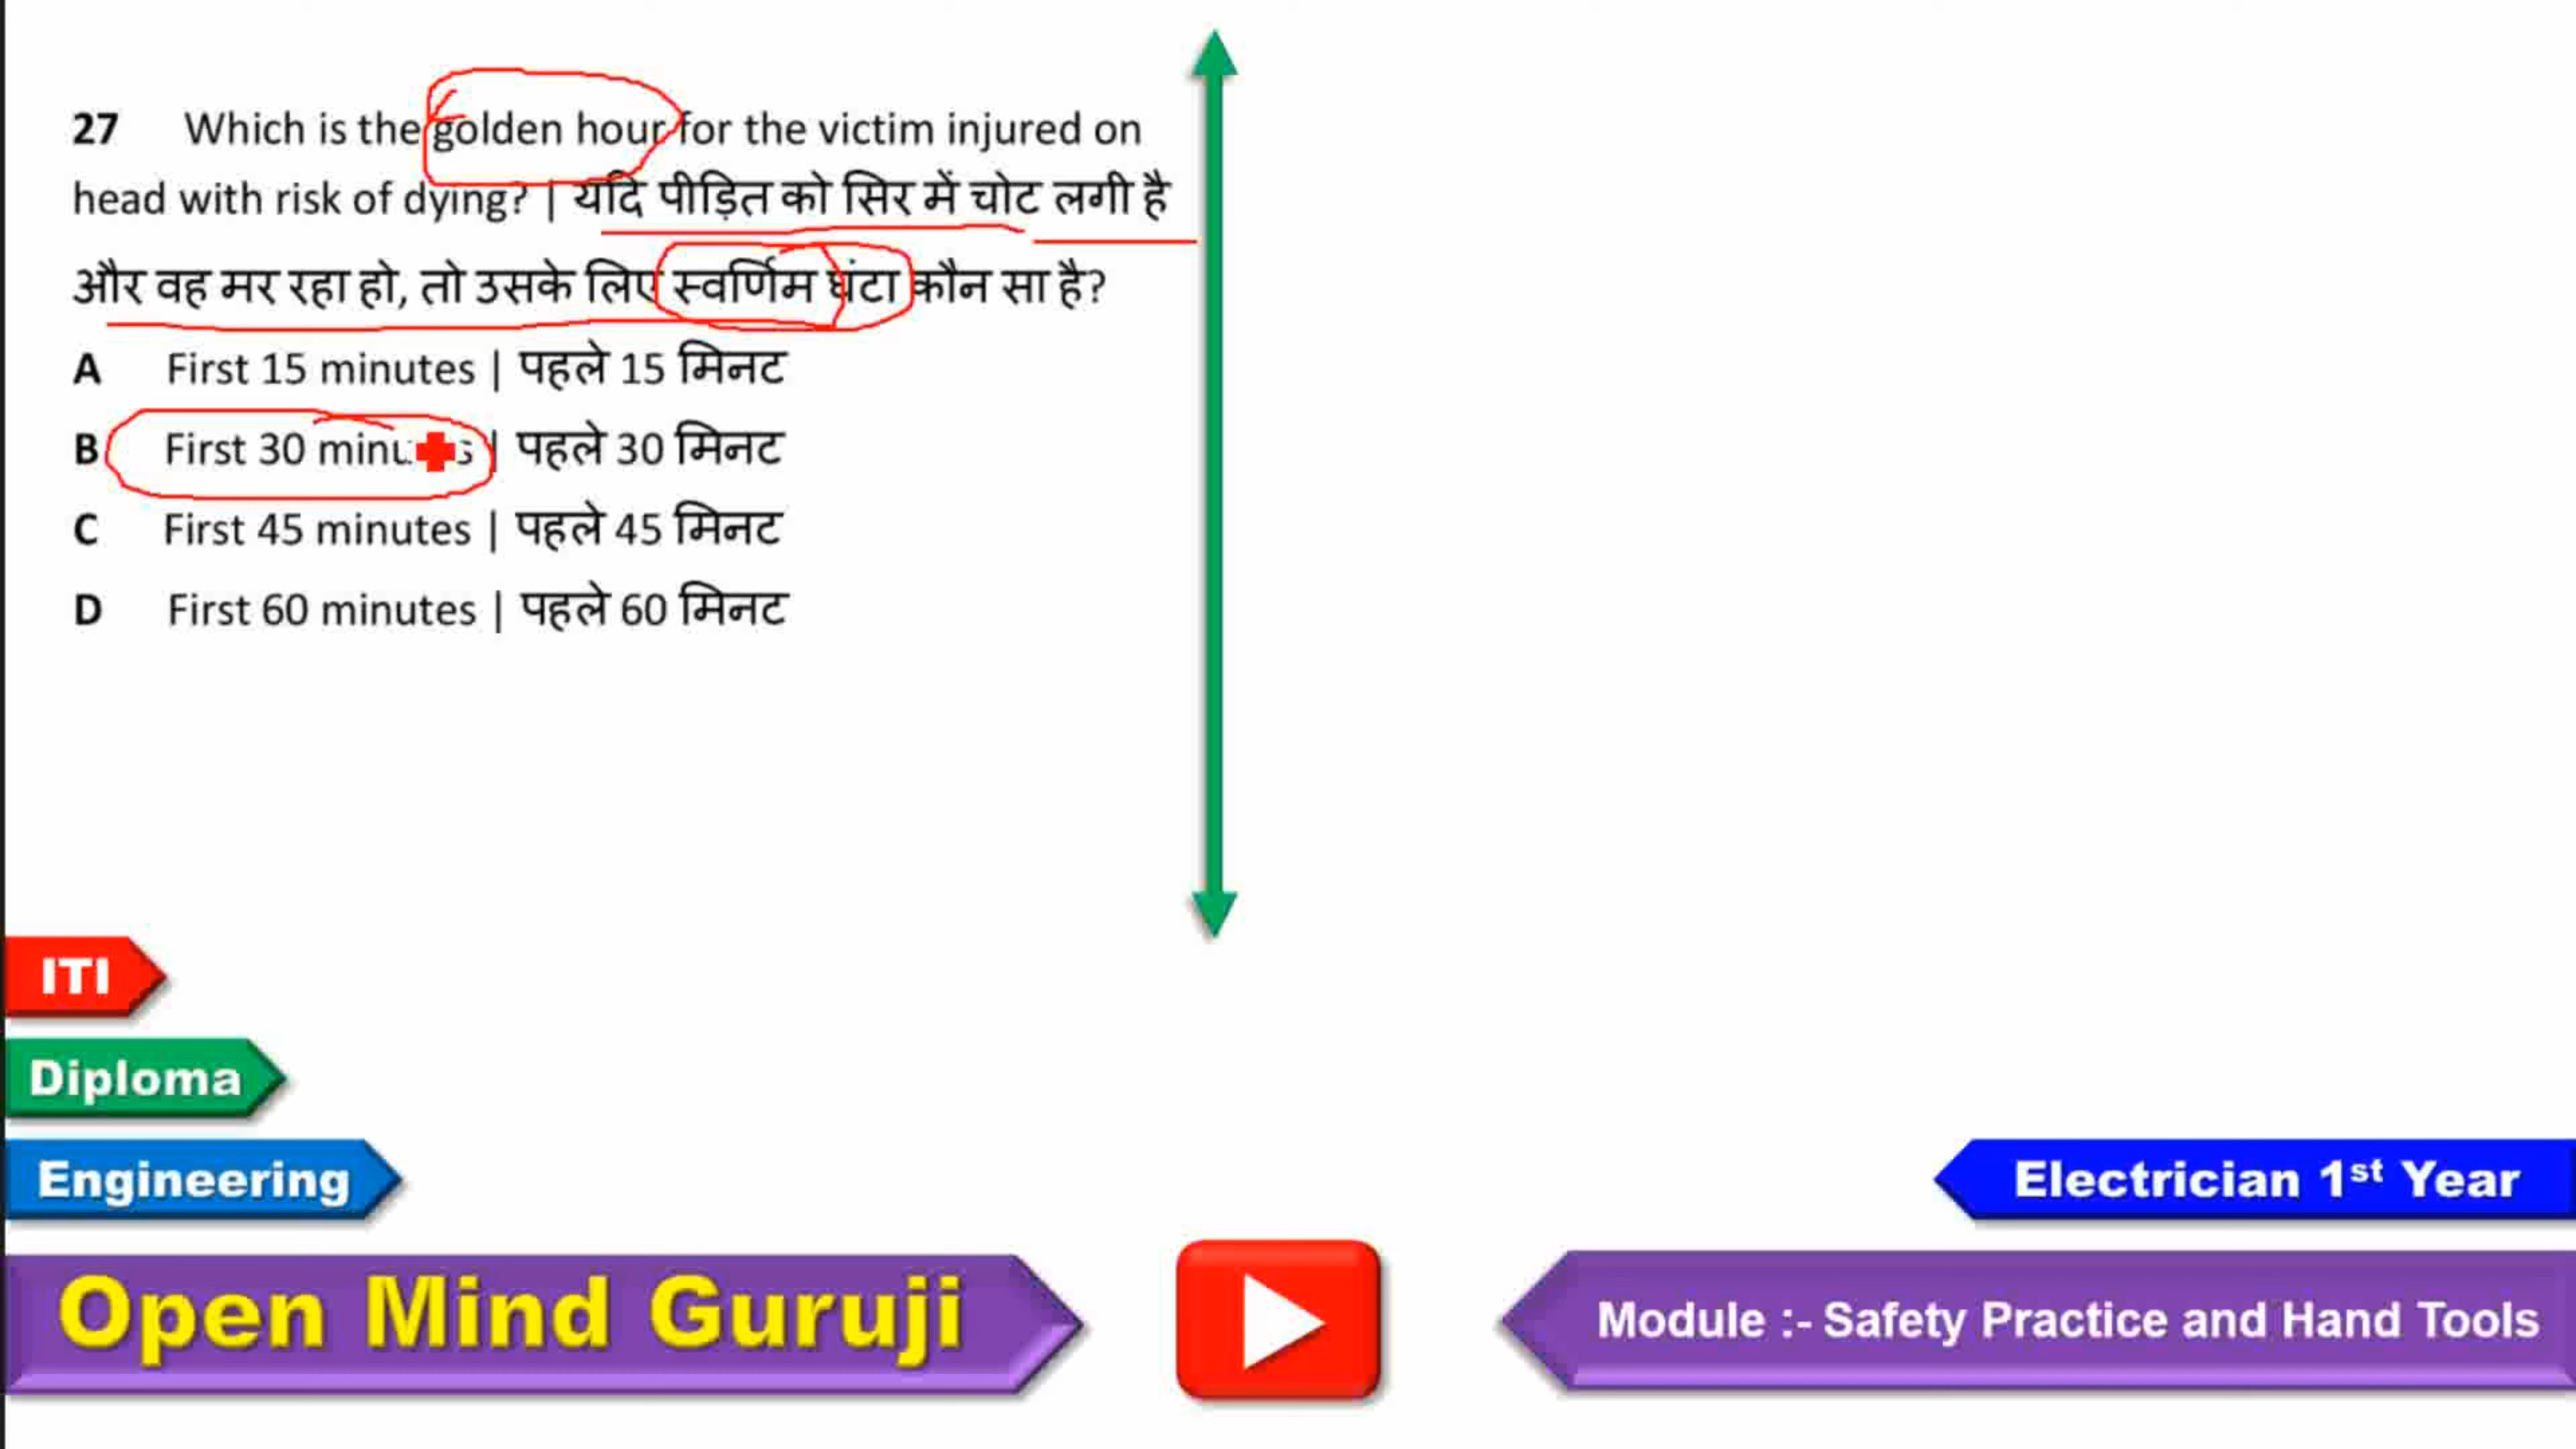 27 Which is the golden hour for the victim injured on
head with risk of dying? | यदि पीड़ित को सिर में चोट लगी है
और वह मर रहा हो, तो उसके लिए स्वर्णिम घंटा कौन सा है?
A First 15 minutes | पहले 15 मिनट
B First 30 minutes | पहले 30 मिनट
C First 45 minutes | पहले 45 मिनट
D First 60 minutes | पहले 60 मिनट
ITI
Diploma
Engineering
Electrician 1st Year
Open Mind Guruji
Module :- Safety Practice and Hand Tools